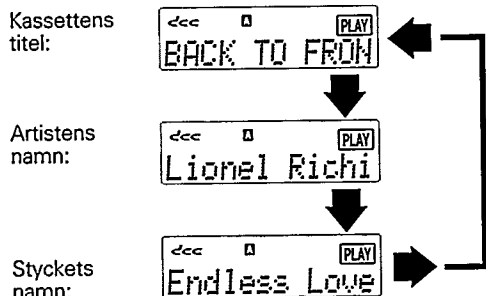 Kassettens
titel:
dcc A PLAY
BACK TO FRON
Artistens
namn:
dcc A PLAY
Lionel Richi
Styckets
namn:
dcc A PLAY
Endless Love